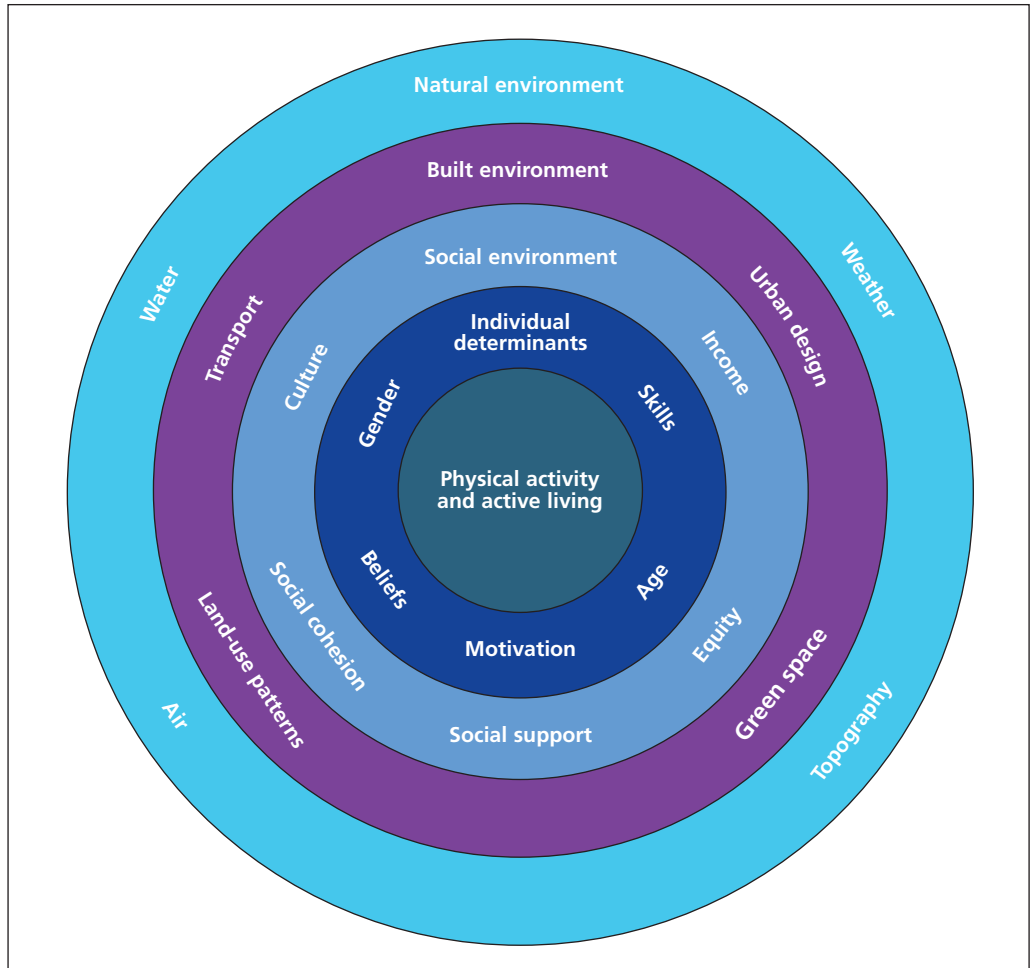 Natural environment
Water
Weather
Topography
Air
Built environment
Transport
Urban design
Green space
Land-use patterns
Social environment
Culture
Income
Equity
Social support
Social cohesion
Individual
determinants
Gender
Skills
Age
Motivation
Beliefs
Physical activity
and active living